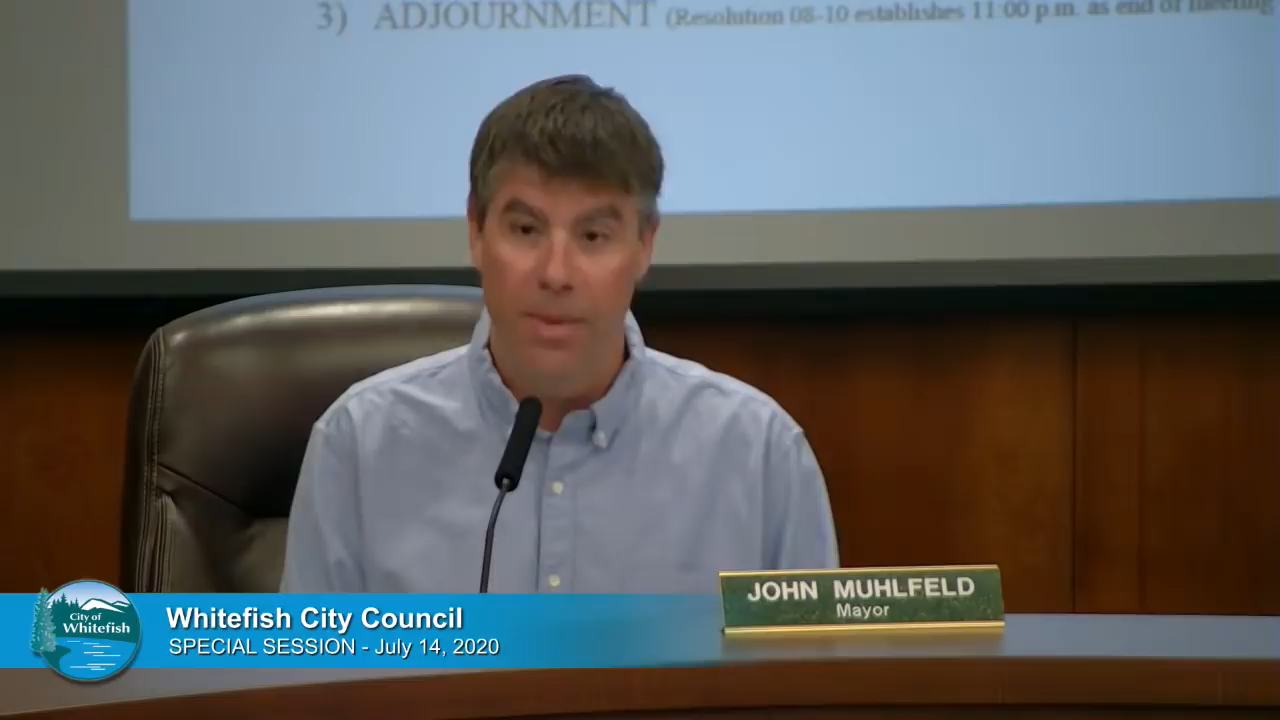 3) ADJOURNMENT (Resolution 08-10 establishes 11:00 p.m. as end of meeting
JOHN MUHLFELD
Mayor
Whitefish City Council
SPECIAL SESSION - July 14, 2020
City of
Whitefish